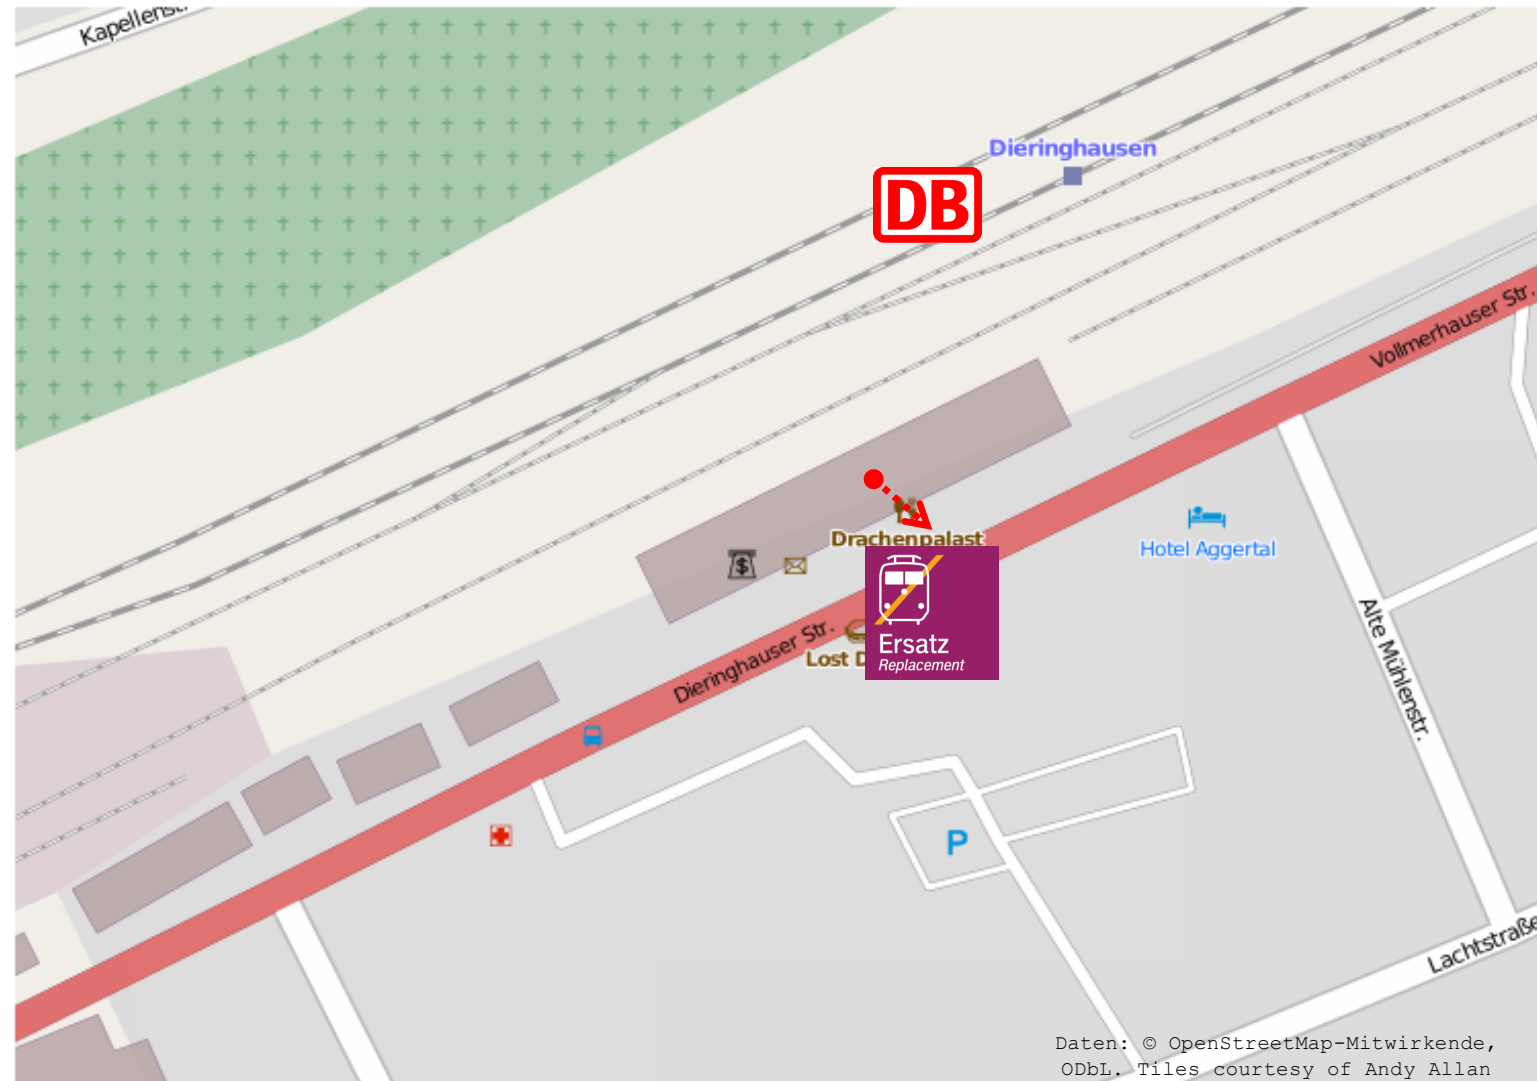 Kapellenstr.
Dieringhausen
DB
Vollmerhauser Str.
Drachenpalast
Hotel Aggertal
Dieringhauser Str.
Ersatz
Replacement
Lost D
Alte Mühlenstr.
P
Lachtstraße
Daten: © OpenStreetMap-Mitwirkende,
ODbL. Tiles courtesy of Andy Allan